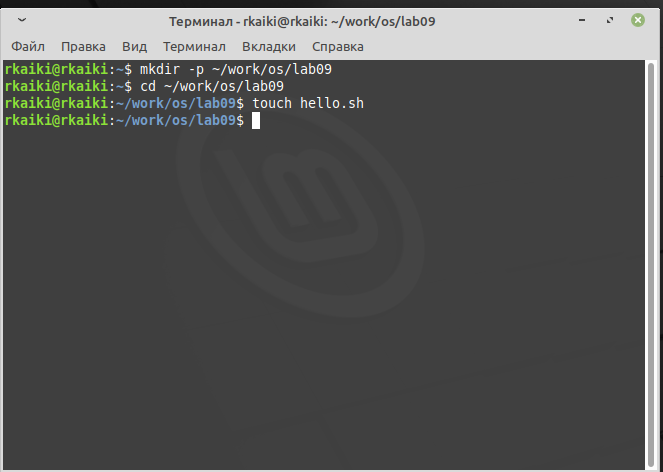 Терминал - rkaiki@rkaiki: ~/work/os/lab09
Файл Правка Вид Терминал Вкладки Справка
rkaiki@rkaiki:~$ mkdir -p ~/work/os/lab09
rkaiki@rkaiki:~$ cd ~/work/os/lab09
rkaiki@rkaiki:~/work/os/lab09$ touch hello.sh
rkaiki@rkaiki:~/work/os/lab09$